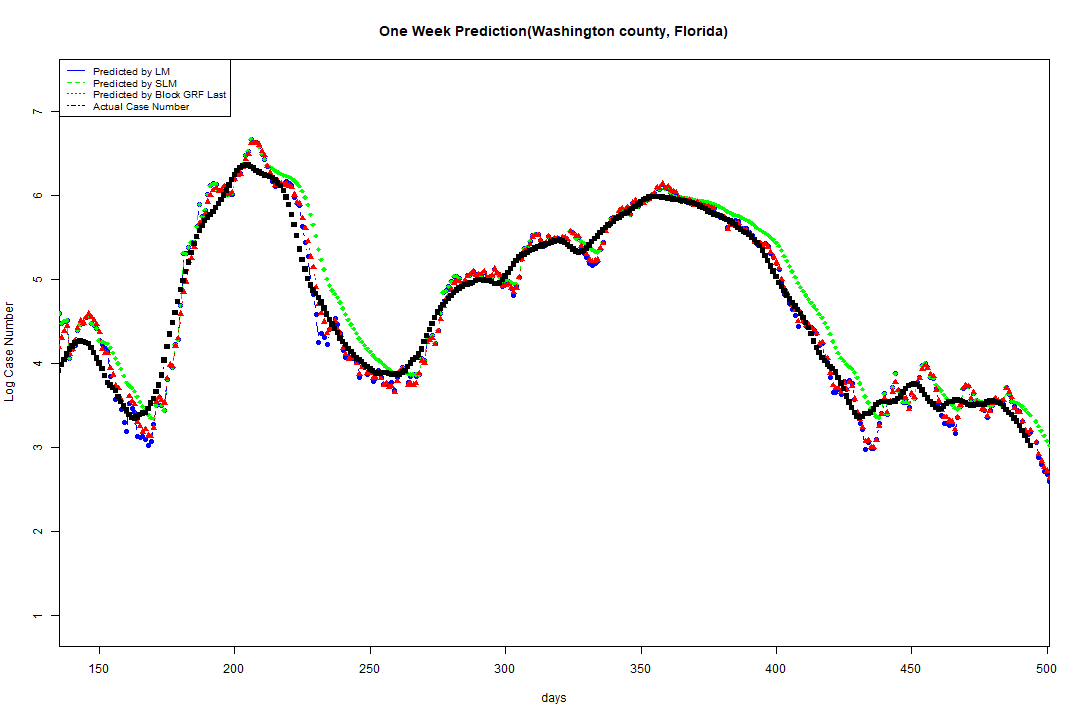 One Week Prediction(Washington county, Florida)
Predicted by LM
Predicted by SLM
Predicted by Block GRF Last
Actual Case Number
7
6
5
4
3
2
1
Log Case Number
150 200 250 300 350 400 450 500
days